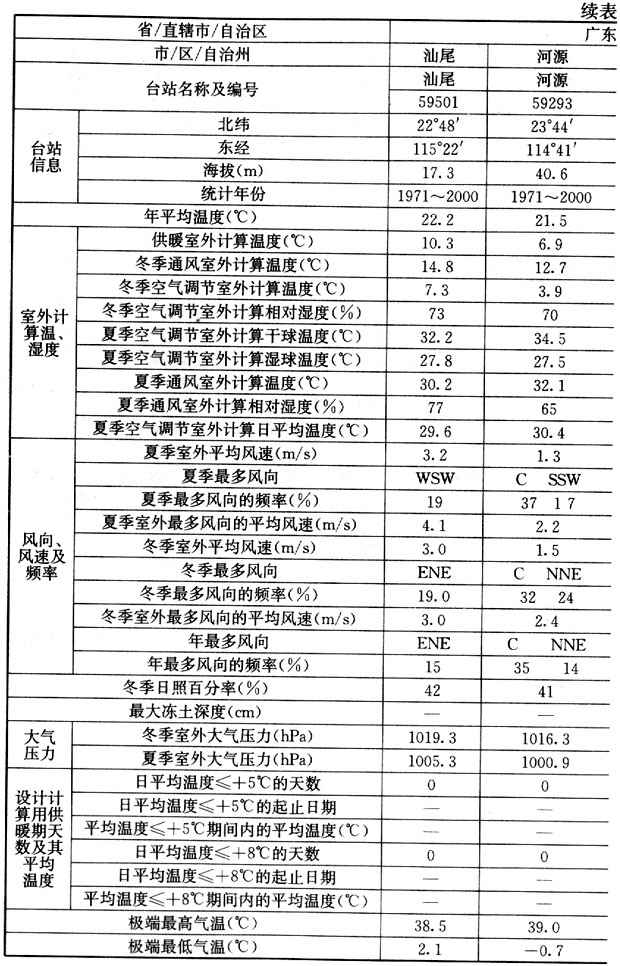 续表
省/直辖市/自治区 广东
市/区/自治州 汕尾 河源
台站名称及编号 汕尾 河源
59501 59293
台站信息 北纬 22°48′ 23°44′
东经 115°22′ 114°41′
海拔(m) 17.3 40.6
统计年份 1971～2000 1971～2000
年平均温度(℃) 22.2 21.5
室外计算温、湿度 供暖室外计算温度(℃) 10.3 6.9
冬季通风室外计算温度(℃) 14.8 12.7
冬季空气调节室外计算温度(℃) 7.3 3.9
冬季空气调节室外计算相对湿度(%) 73 70
夏季空气调节室外计算干球温度(℃) 32.2 34.5
夏季空气调节室外计算湿球温度(℃) 27.8 27.5
夏季通风室外计算温度(℃) 30.2 32.1
夏季通风室外计算相对湿度(%) 77 65
夏季空气调节室外计算日平均温度(℃) 29.6 30.4
风向、风速及频率 夏季室外平均风速(m/s) 3.2 1.3
夏季最多风向 WSW C SSW
夏季最多风向的频率(%) 19 37 17
夏季室外最多风向的平均风速(m/s) 4.1 2.2
冬季室外平均风速(m/s) 3.0 1.5
冬季最多风向 ENE C NNE
冬季最多风向的频率(%) 19.0 32 24
冬季室外最多风向的平均风速(m/s) 3.0 2.4
年最多风向 ENE C NNE
年最多风向的频率(%) 15 35 14
冬季日照百分率(%) 42 41
最大冻土深度(cm) — —
大气压力 冬季室外大气压力(hPa) 1019.3 1016.3
夏季室外大气压力(hPa) 1005.3 1000.9
设计计算用供暖期天数及其平均温度 日平均温度≤+5℃的天数 0 0
日平均温度≤+5℃的起止日期 — —
平均温度≤+5℃期间内的平均温度(℃) — —
日平均温度≤+8℃的天数 0 0
日平均温度≤+8℃的起止日期 — —
平均温度≤+8℃期间内的平均温度(℃) — —
极端最高气温(℃) 38.5 39.0
极端最低气温(℃) 2.1 −0.7